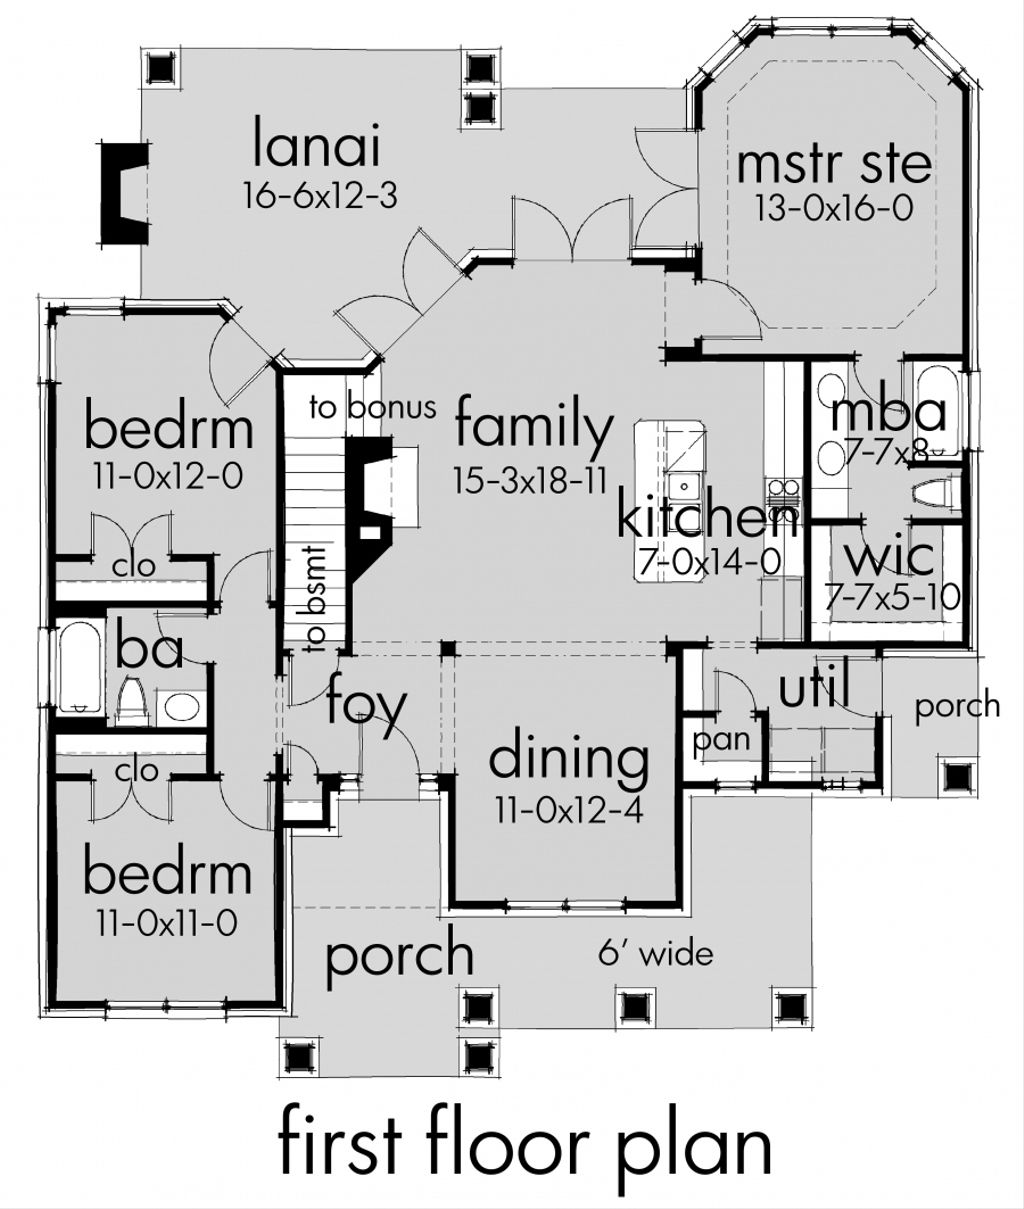 lanai
16-6x12-3
mstr ste
13-0x16-0
bedrm
11-0x12-0
to bonus
family
15-3x18-11
mba
7-7x8
kitchen
7-0x14-0
wic
7-7x5-10
clo
to bsmt
ba
foy
util
porch
pan
dining
11-0x12-4
clo
bedrm
11-0x11-0
porch
6' wide
first floor plan